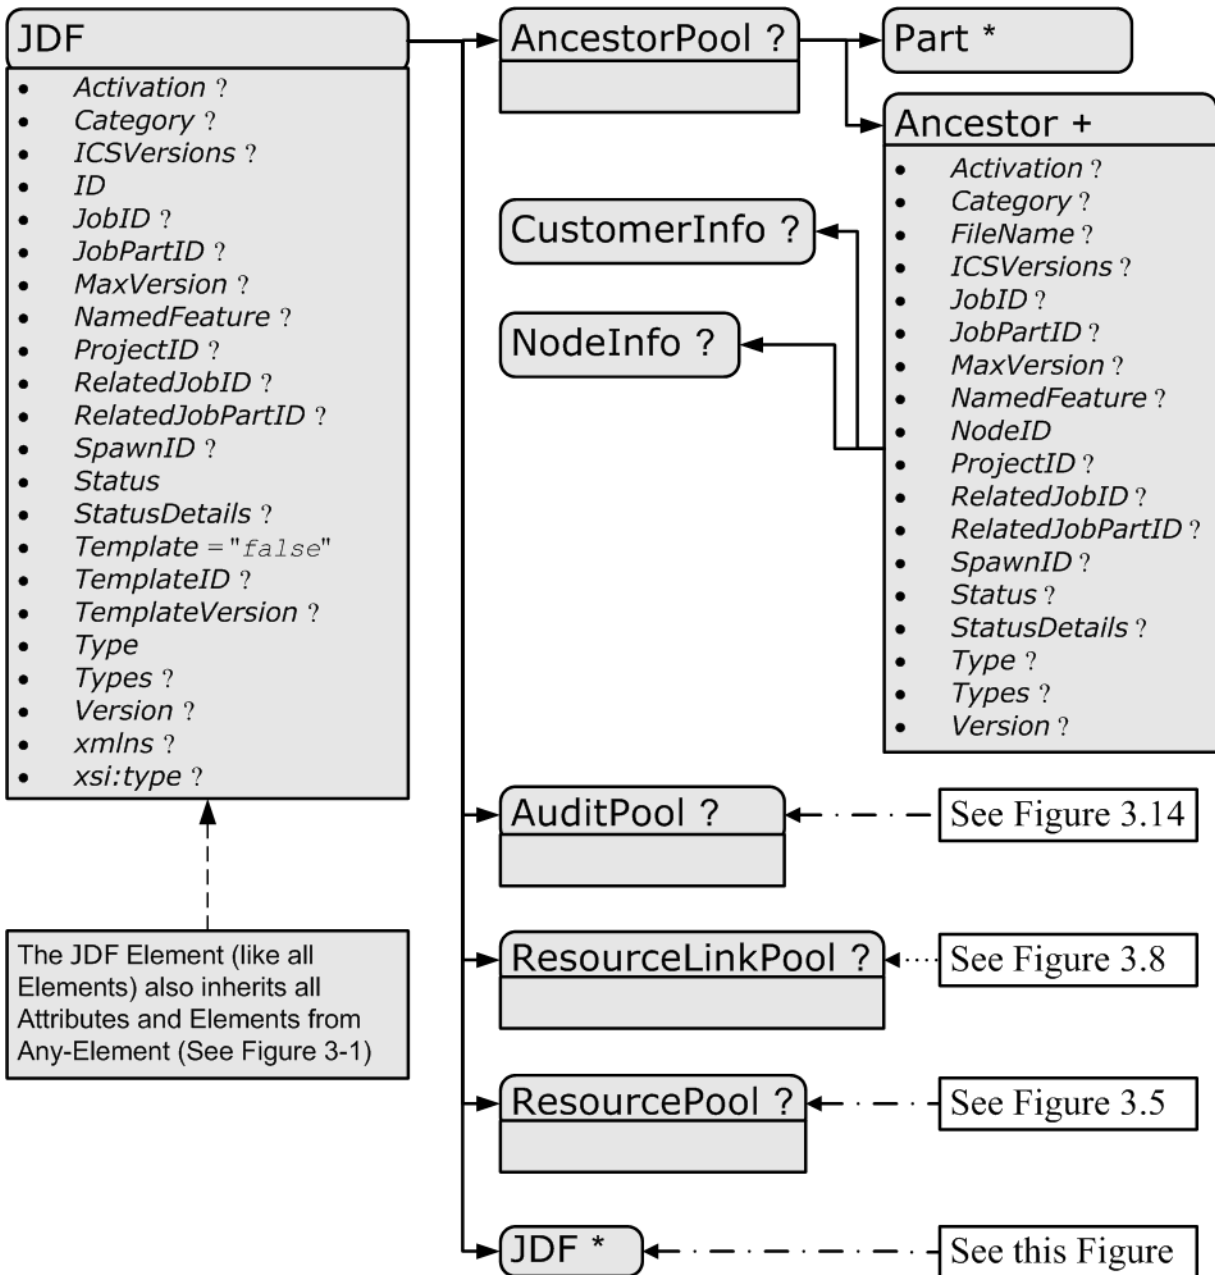 JDF
• Activation ?
• Category ?
• ICSVersions ?
• ID
• JobID ?
• JobPartID ?
• MaxVersion ?
• NamedFeature ?
• ProjectID ?
• RelatedJobID ?
• RelatedJobPartID ?
• SpawnID ?
• Status
• StatusDetails ?
• Template = "false"
• TemplateID ?
• TemplateVersion ?
• Type
• Types ?
• Version ?
• xmlns ?
• xsi:type ?
The JDF Element (like all
Elements) also inherits all
Attributes and Elements from
Any-Element (See Figure 3-1)
AncestorPool ?
Part *
Ancestor +
• Activation ?
• Category ?
• FileName ?
• ICSVersions ?
• JobID ?
• JobPartID ?
• MaxVersion ?
• NamedFeature ?
• NodeID
• ProjectID ?
• RelatedJobID ?
• RelatedJobPartID ?
• SpawnID ?
• Status ?
• StatusDetails ?
• Type ?
• Types ?
• Version ?
CustomerInfo ?
NodeInfo ?
AuditPool ?
See Figure 3.14
ResourceLinkPool ?
See Figure 3.8
ResourcePool ?
See Figure 3.5
JDF *
See this Figure